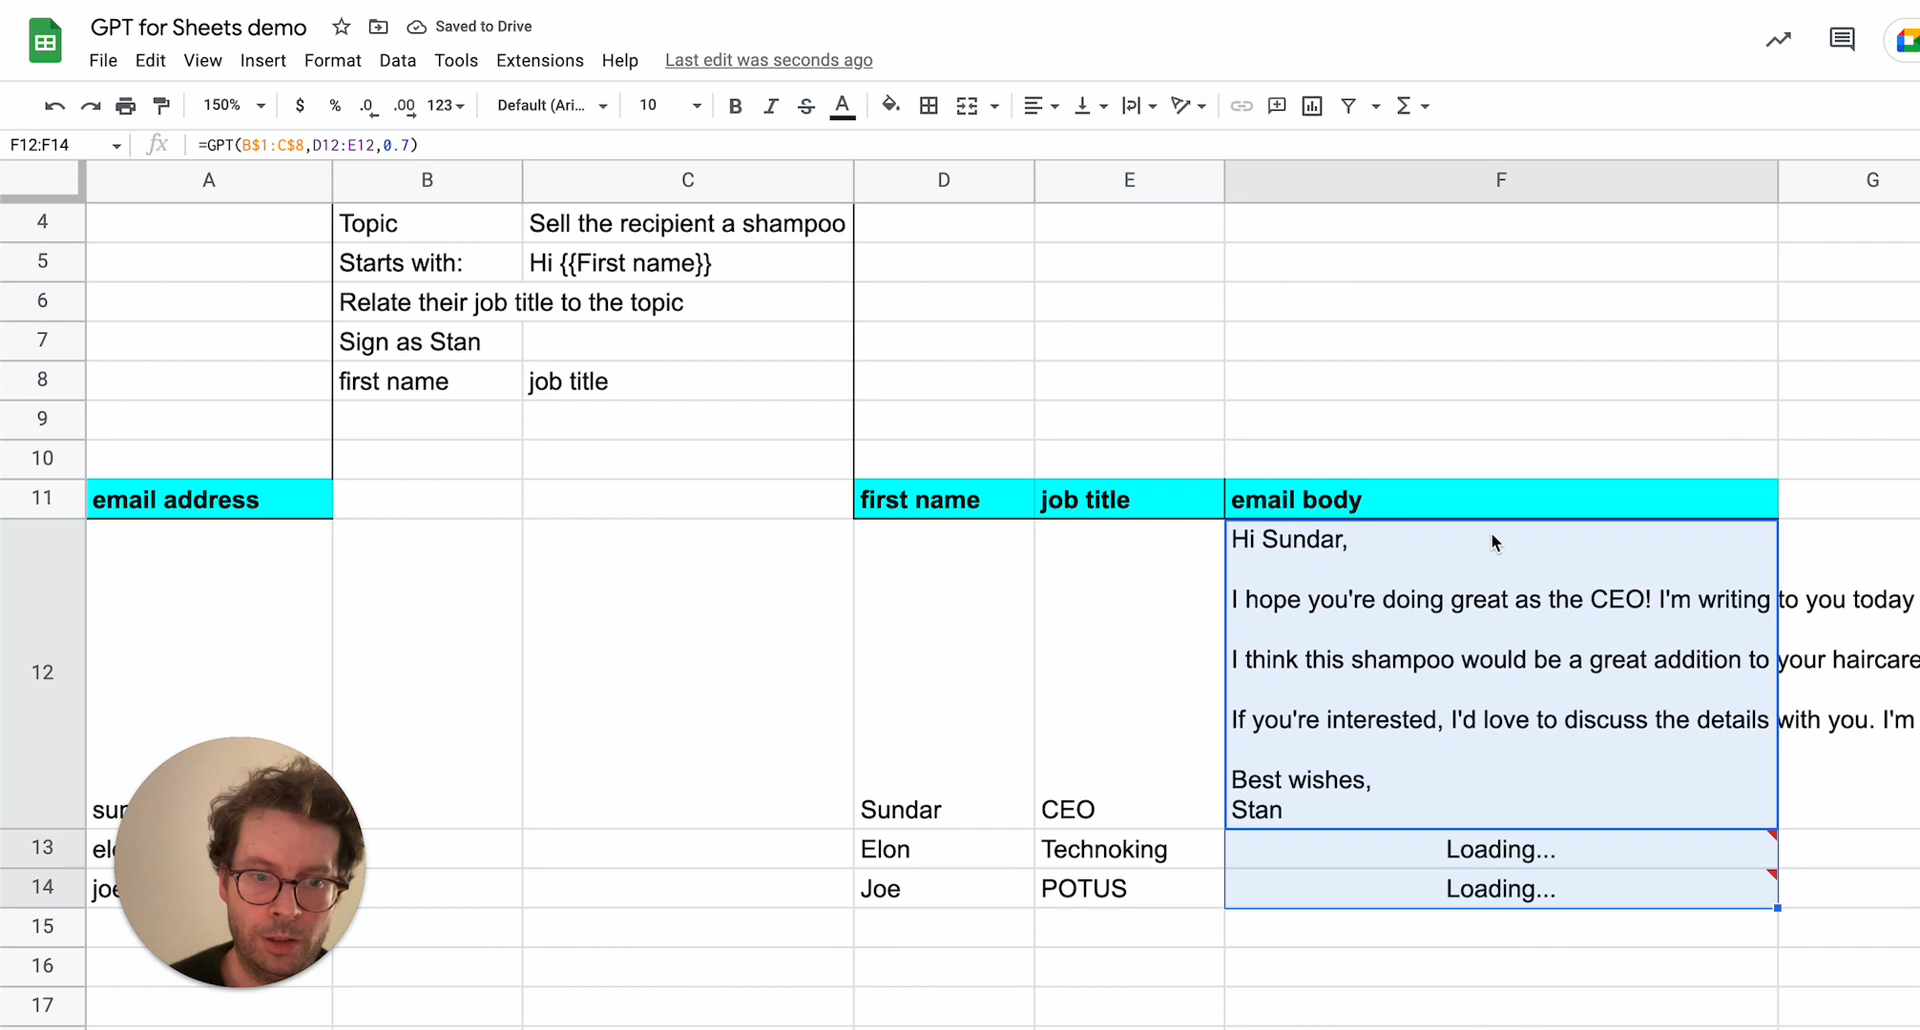 GPT for Sheets demo Saved to Drive
File Edit View Insert Format Data Tools Extensions Help Last edit was seconds ago
150% $ % .0 .00 123 Default (Ari... 10 B I S A Σ
F12:F14 fx =GPT(B$1:C$8,D12:E12,0.7)
A B C D E F G
4 Topic Sell the recipient a shampoo
5 Starts with: Hi {{First name}}
6 Relate their job title to the topic
7 Sign as Stan
8 first name job title
9
10
11 email address first name job title email body
Hi Sundar,
I hope you're doing great as the CEO! I'm writing to you today
I think this shampoo would be a great addition to your haircare
12
If you're interested, I'd love to discuss the details with you. I'm
Best wishes,
Sundar CEO Stan
13 Elon Technoking Loading...
14 Joe POTUS Loading...
15
16
17